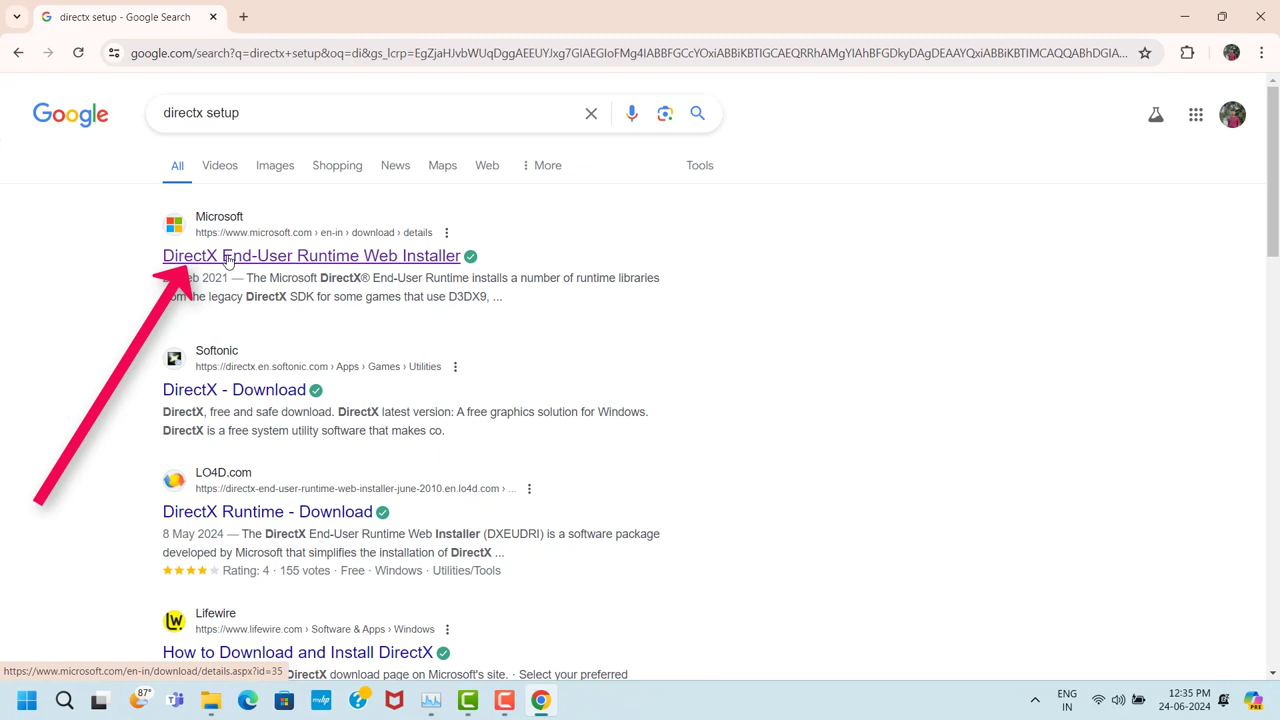 directx setup - Google Search
google.com/search?q=directx+setup&oq=di&gs_lcrp=EgZjaHJvbWUqDggAEEUYJxg7GIAEGIoFMg4IABBFGCcYOxiABBiKBTIGCAEQRRhAMgYIAhBFGDkyDAgDEAAYQxiABBiKBTIMCAQQABhDGIA...
Google
directx setup
All Videos Images Shopping News Maps Web More Tools
Microsoft
https://www.microsoft.com › en-in › download › details
DirectX End-User Runtime Web Installer
Feb 2021 — The Microsoft DirectX® End-User Runtime installs a number of runtime libraries
from the legacy DirectX SDK for some games that use D3DX9, ...
Softonic
https://directx.en.softonic.com › Apps › Games › Utilities
DirectX - Download
DirectX, free and safe download. DirectX latest version: A free graphics solution for Windows.
DirectX is a free system utility software that makes co.
LO4D.com
https://directx-end-user-runtime-web-installer-june-2010.en.lo4d.com › ...
DirectX Runtime - Download
8 May 2024 — The DirectX End-User Runtime Web Installer (DXEUDRI) is a software package
developed by Microsoft that simplifies the installation of DirectX ...
Rating: 4 · 155 votes · Free · Windows · Utilities/Tools
Lifewire
https://www.lifewire.com › Software & Apps › Windows
How to Download and Install DirectX
https://www.microsoft.com/en-in/download/details.aspx?id=35
DirectX download page on Microsoft's site. · Select your preferred
87°
ENG
IN
12:35 PM
24-06-2024
PRE